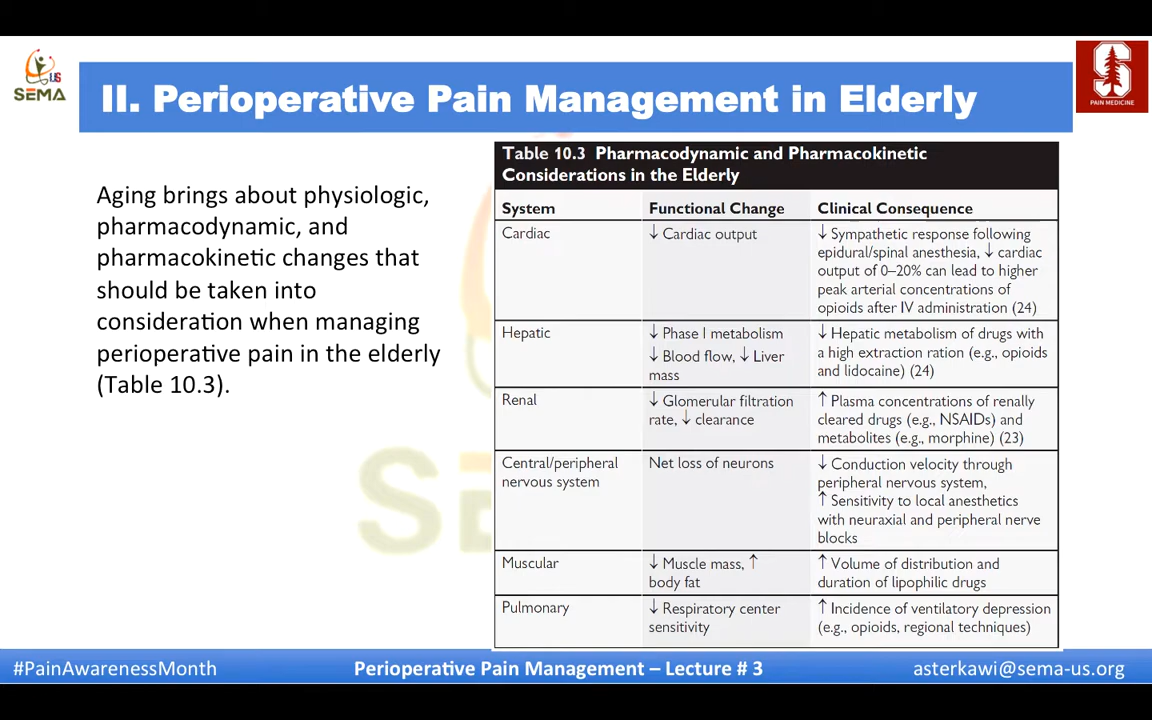 US
SEMA
II. Perioperative Pain Management in Elderly
S
PAIN MEDICINE
Aging brings about physiologic,
pharmacodynamic, and
pharmacokinetic changes that
should be taken into
consideration when managing
perioperative pain in the elderly
(Table 10.3).
Table 10.3 Pharmacodynamic and Pharmacokinetic
Considerations in the Elderly
System Functional Change Clinical Consequence
Cardiac
↓ Cardiac output
↓ Sympathetic response following
epidural/spinal anesthesia, ↓ cardiac
output of 0–20% can lead to higher
peak arterial concentrations of
opioids after IV administration (24)
Hepatic
↓ Phase I metabolism
↓ Blood flow, ↓ Liver
mass
↓ Hepatic metabolism of drugs with
a high extraction ration (e.g., opioids
and lidocaine) (24)
Renal
↓ Glomerular filtration
rate, ↓ clearance
↑ Plasma concentrations of renally
cleared drugs (e.g., NSAIDs) and
metabolites (e.g., morphine) (23)
Central/peripheral
nervous system
Net loss of neurons
↓ Conduction velocity through
peripheral nervous system,
↑ Sensitivity to local anesthetics
with neuraxial and peripheral nerve
blocks
Muscular
↓ Muscle mass, ↑
body fat
↑ Volume of distribution and
duration of lipophilic drugs
Pulmonary
↓ Respiratory center
sensitivity
↑ Incidence of ventilatory depression
(e.g., opioids, regional techniques)
#PainAwarenessMonth
Perioperative Pain Management – Lecture # 3
asterkawi@sema-us.org